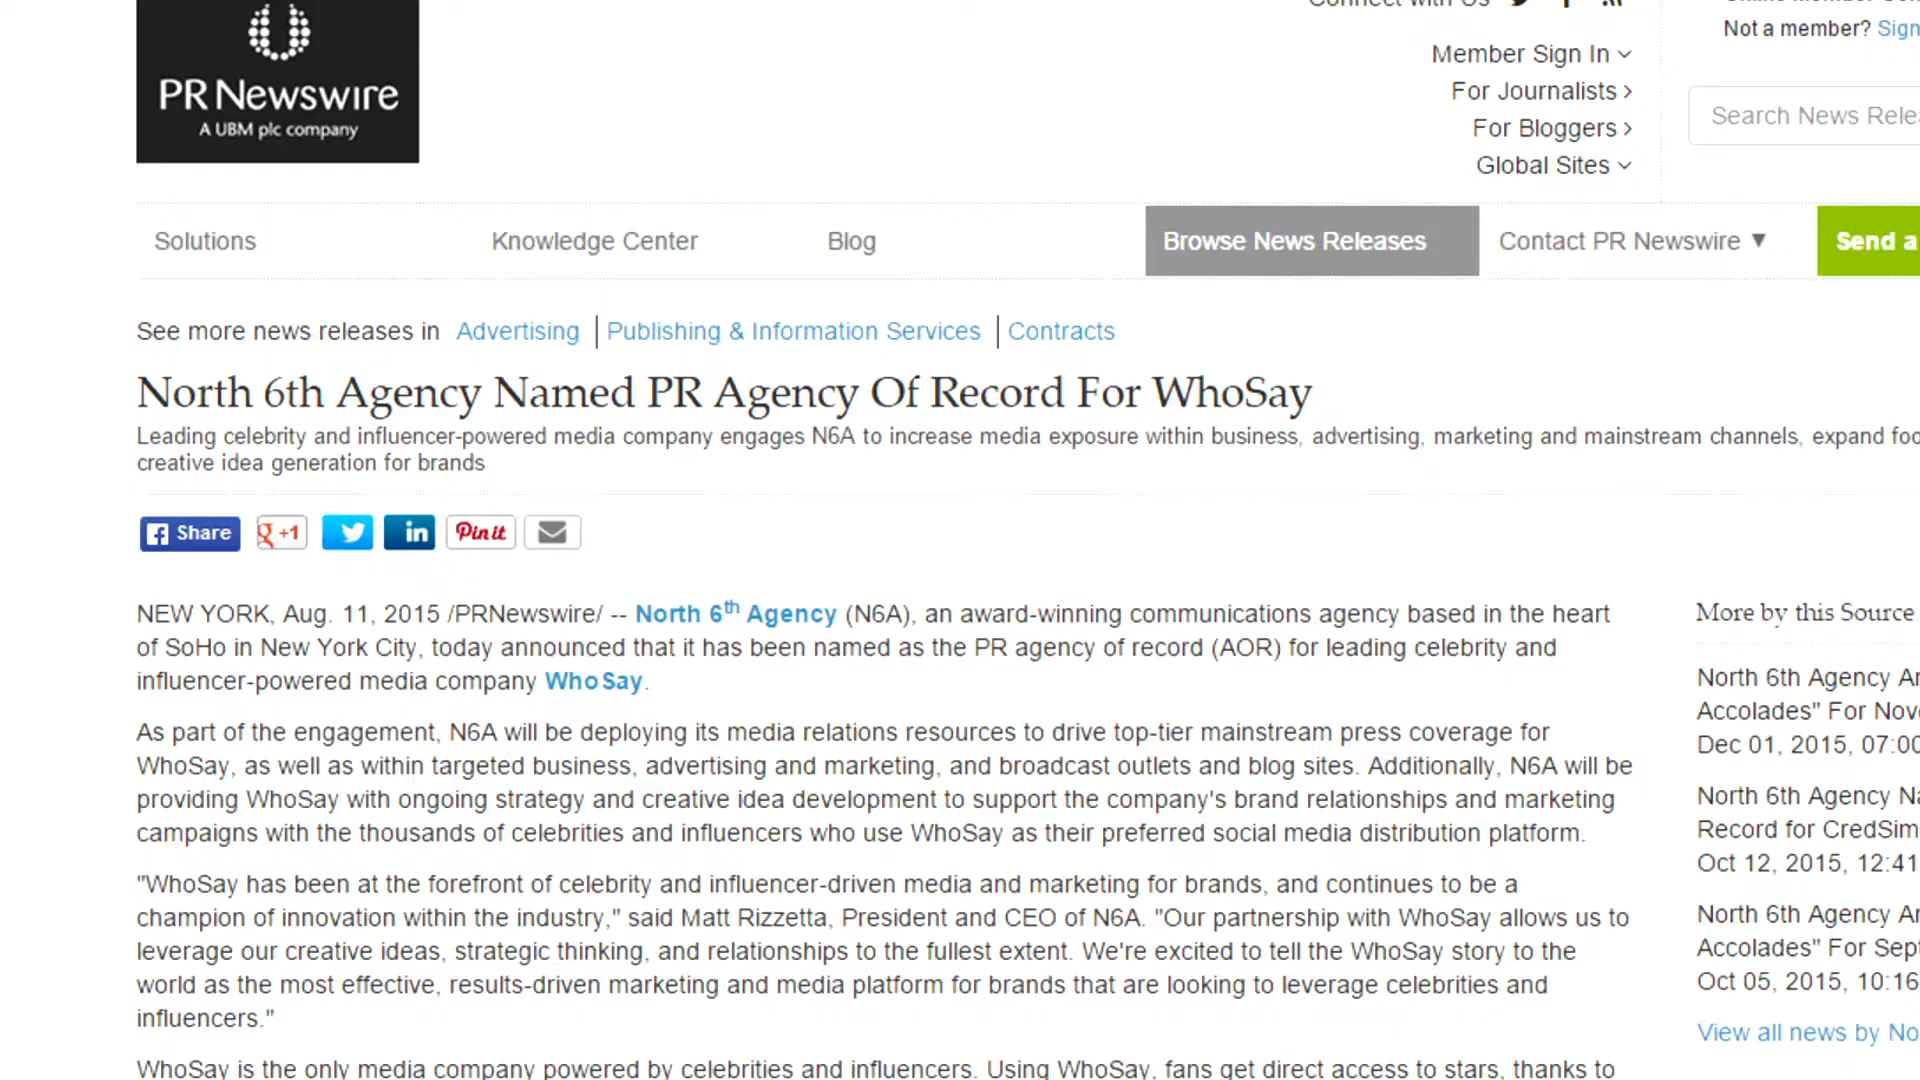 Connect with Us
Not a member? Sign
Member Sign In
For Journalists
For Bloggers
Global Sites
Search News Relea
PR Newswire
A UBM plc company
Solutions
Knowledge Center
Blog
Browse News Releases
Contact PR Newswire ▼
Send a
See more news releases in Advertising | Publishing & Information Services | Contracts
North 6th Agency Named PR Agency Of Record For WhoSay
Leading celebrity and influencer-powered media company engages N6A to increase media exposure within business, advertising, marketing and mainstream channels, expand foo
creative idea generation for brands
Share
g +1
in
Pin it
NEW YORK, Aug. 11, 2015 /PRNewswire/ -- North 6th Agency (N6A), an award-winning communications agency based in the heart
of SoHo in New York City, today announced that it has been named as the PR agency of record (AOR) for leading celebrity and
influencer-powered media company WhoSay.
As part of the engagement, N6A will be deploying its media relations resources to drive top-tier mainstream press coverage for
WhoSay, as well as within targeted business, advertising and marketing, and broadcast outlets and blog sites. Additionally, N6A will be
providing WhoSay with ongoing strategy and creative idea development to support the company's brand relationships and marketing
campaigns with the thousands of celebrities and influencers who use WhoSay as their preferred social media distribution platform.
"WhoSay has been at the forefront of celebrity and influencer-driven media and marketing for brands, and continues to be a
champion of innovation within the industry," said Matt Rizzetta, President and CEO of N6A. "Our partnership with WhoSay allows us to
leverage our creative ideas, strategic thinking, and relationships to the fullest extent. We're excited to tell the WhoSay story to the
world as the most effective, results-driven marketing and media platform for brands that are looking to leverage celebrities and
influencers."
WhoSay is the only media company powered by celebrities and influencers. Using WhoSay, fans get direct access to stars, thanks to
More by this Source
North 6th Agency An
Accolades" For Nove
Dec 01, 2015, 07:00
North 6th Agency Na
Record for CredSim
Oct 12, 2015, 12:41
North 6th Agency An
Accolades" For Sept
Oct 05, 2015, 10:16
View all news by No